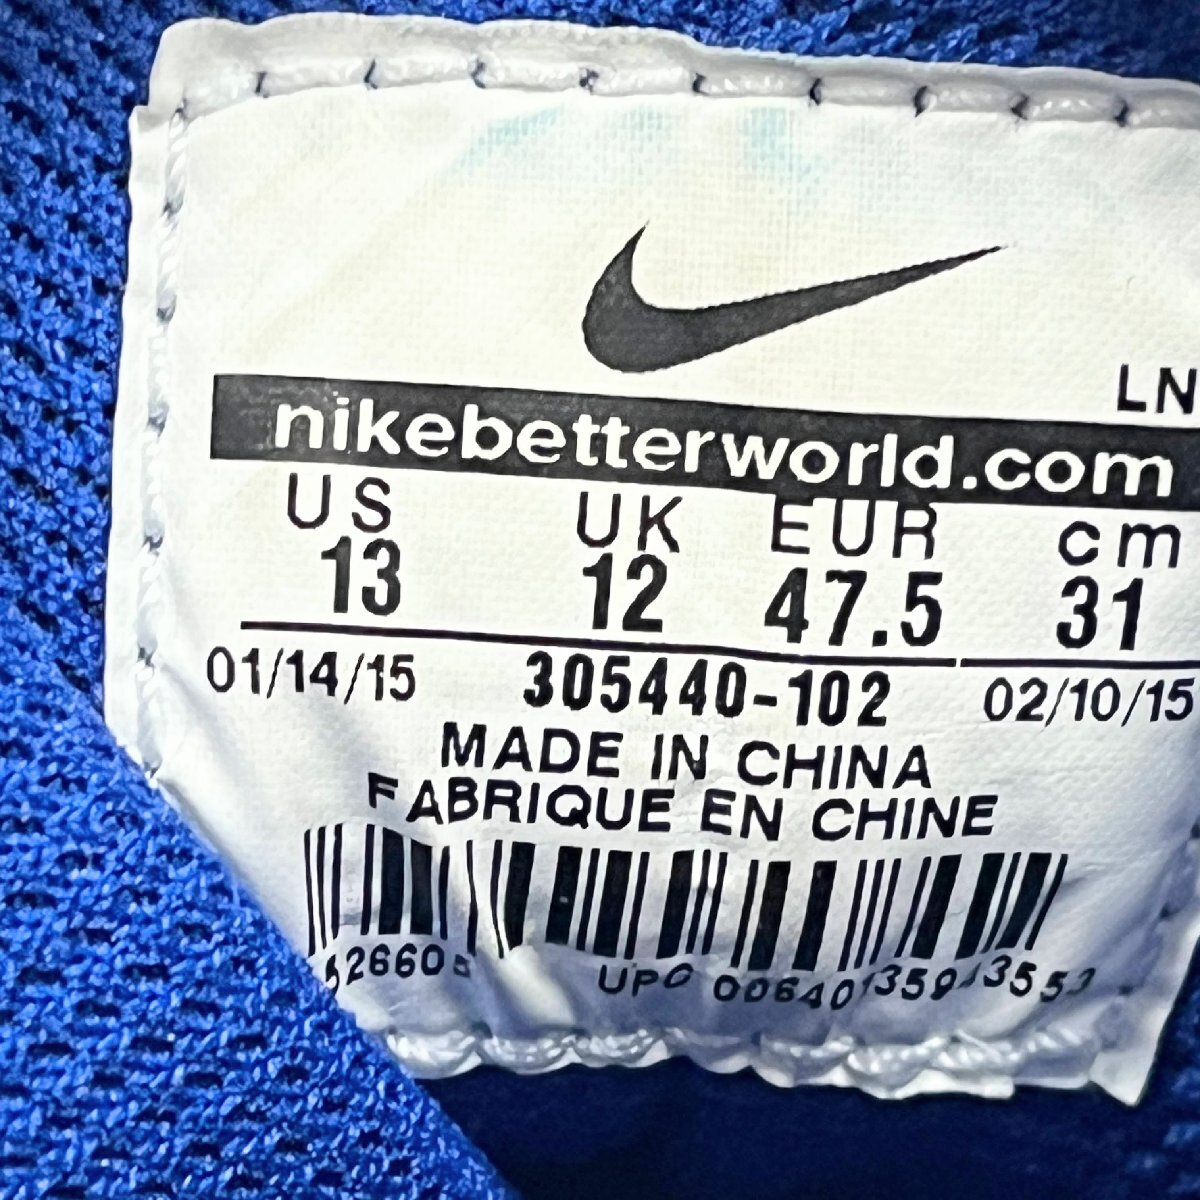 LN
nikebetterworld.com
US UK EUR cm
13 12 47.5 31
01/14/15 305440-102 02/10/15
MADE IN CHINA
FABRIQUE EN CHINE
UPC